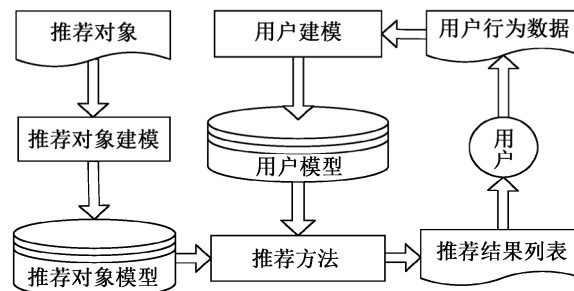 推荐对象
用户建模
用户行为数据
推荐对象建模
用户模型
用
户
推荐对象模型
推荐方法
推荐结果列表